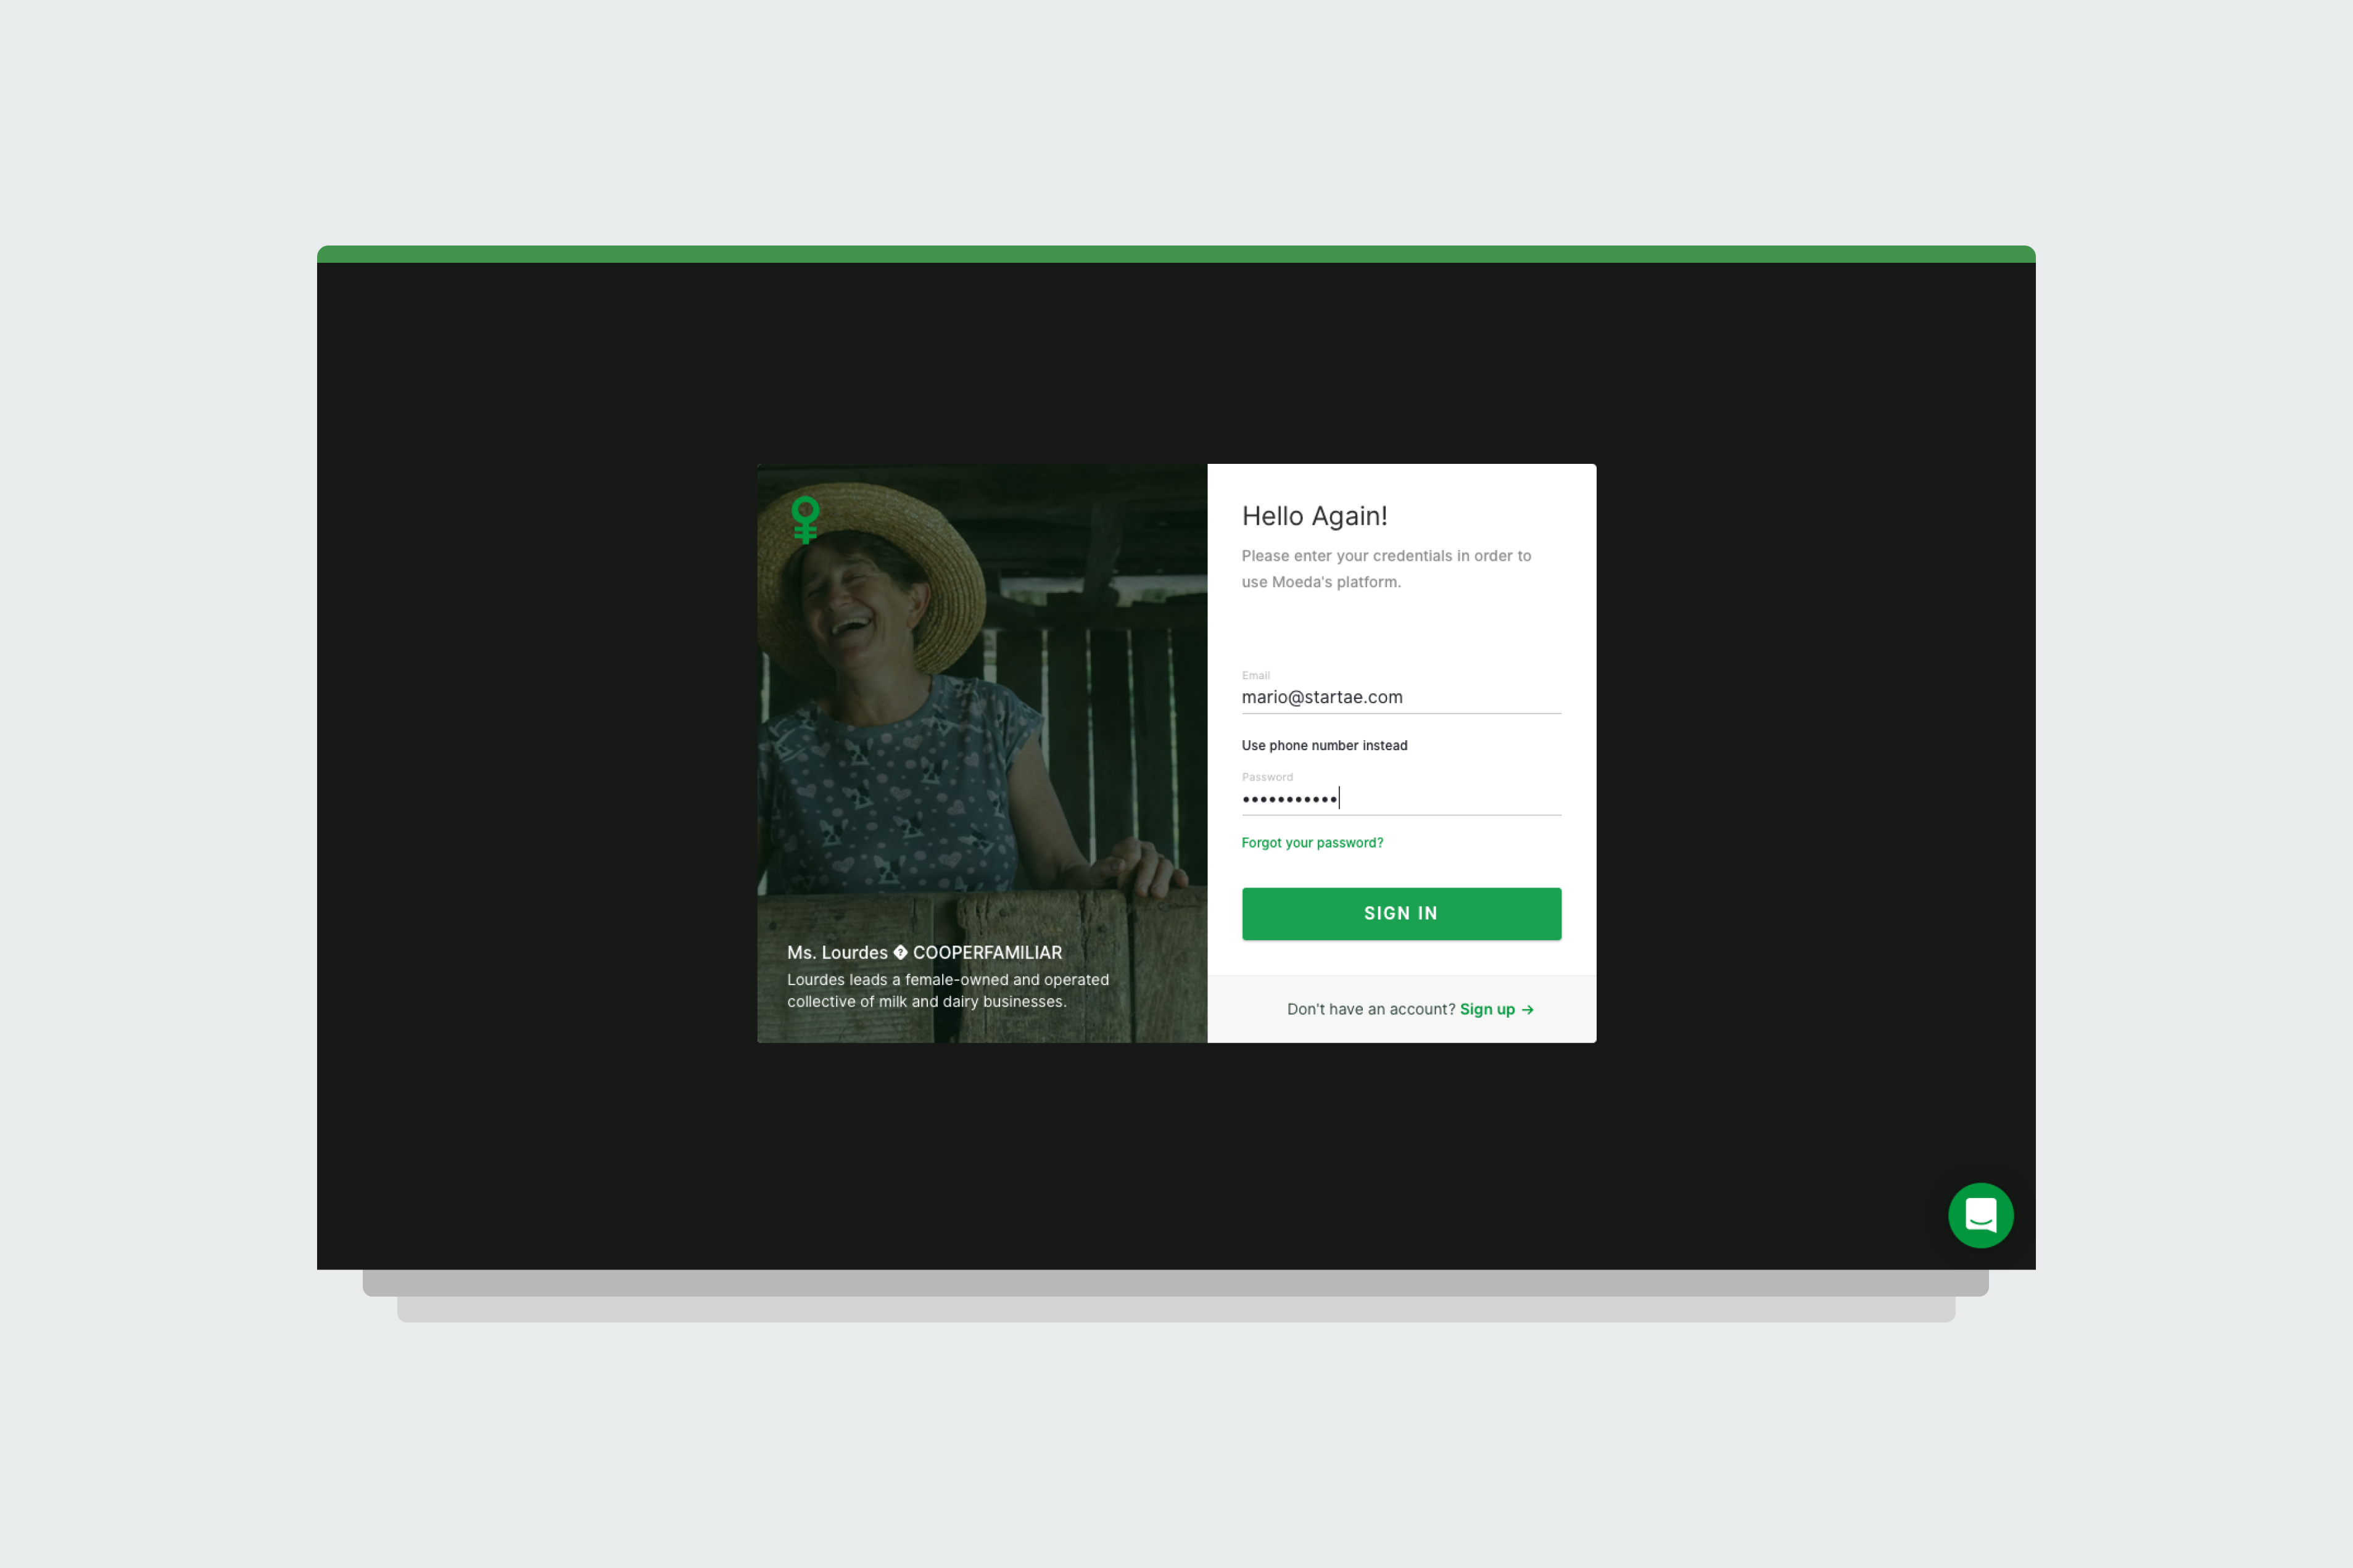 Hello Again!
Please enter your credentials in order to
use Moeda's platform.
Email
mario@startae.com
Use phone number instead
Password
•••••••••••
Forgot your password?
SIGN IN
Don't have an account? Sign up →
Ms. Lourdes � COOPERFAMILIAR
Lourdes leads a female-owned and operated
collective of milk and dairy businesses.